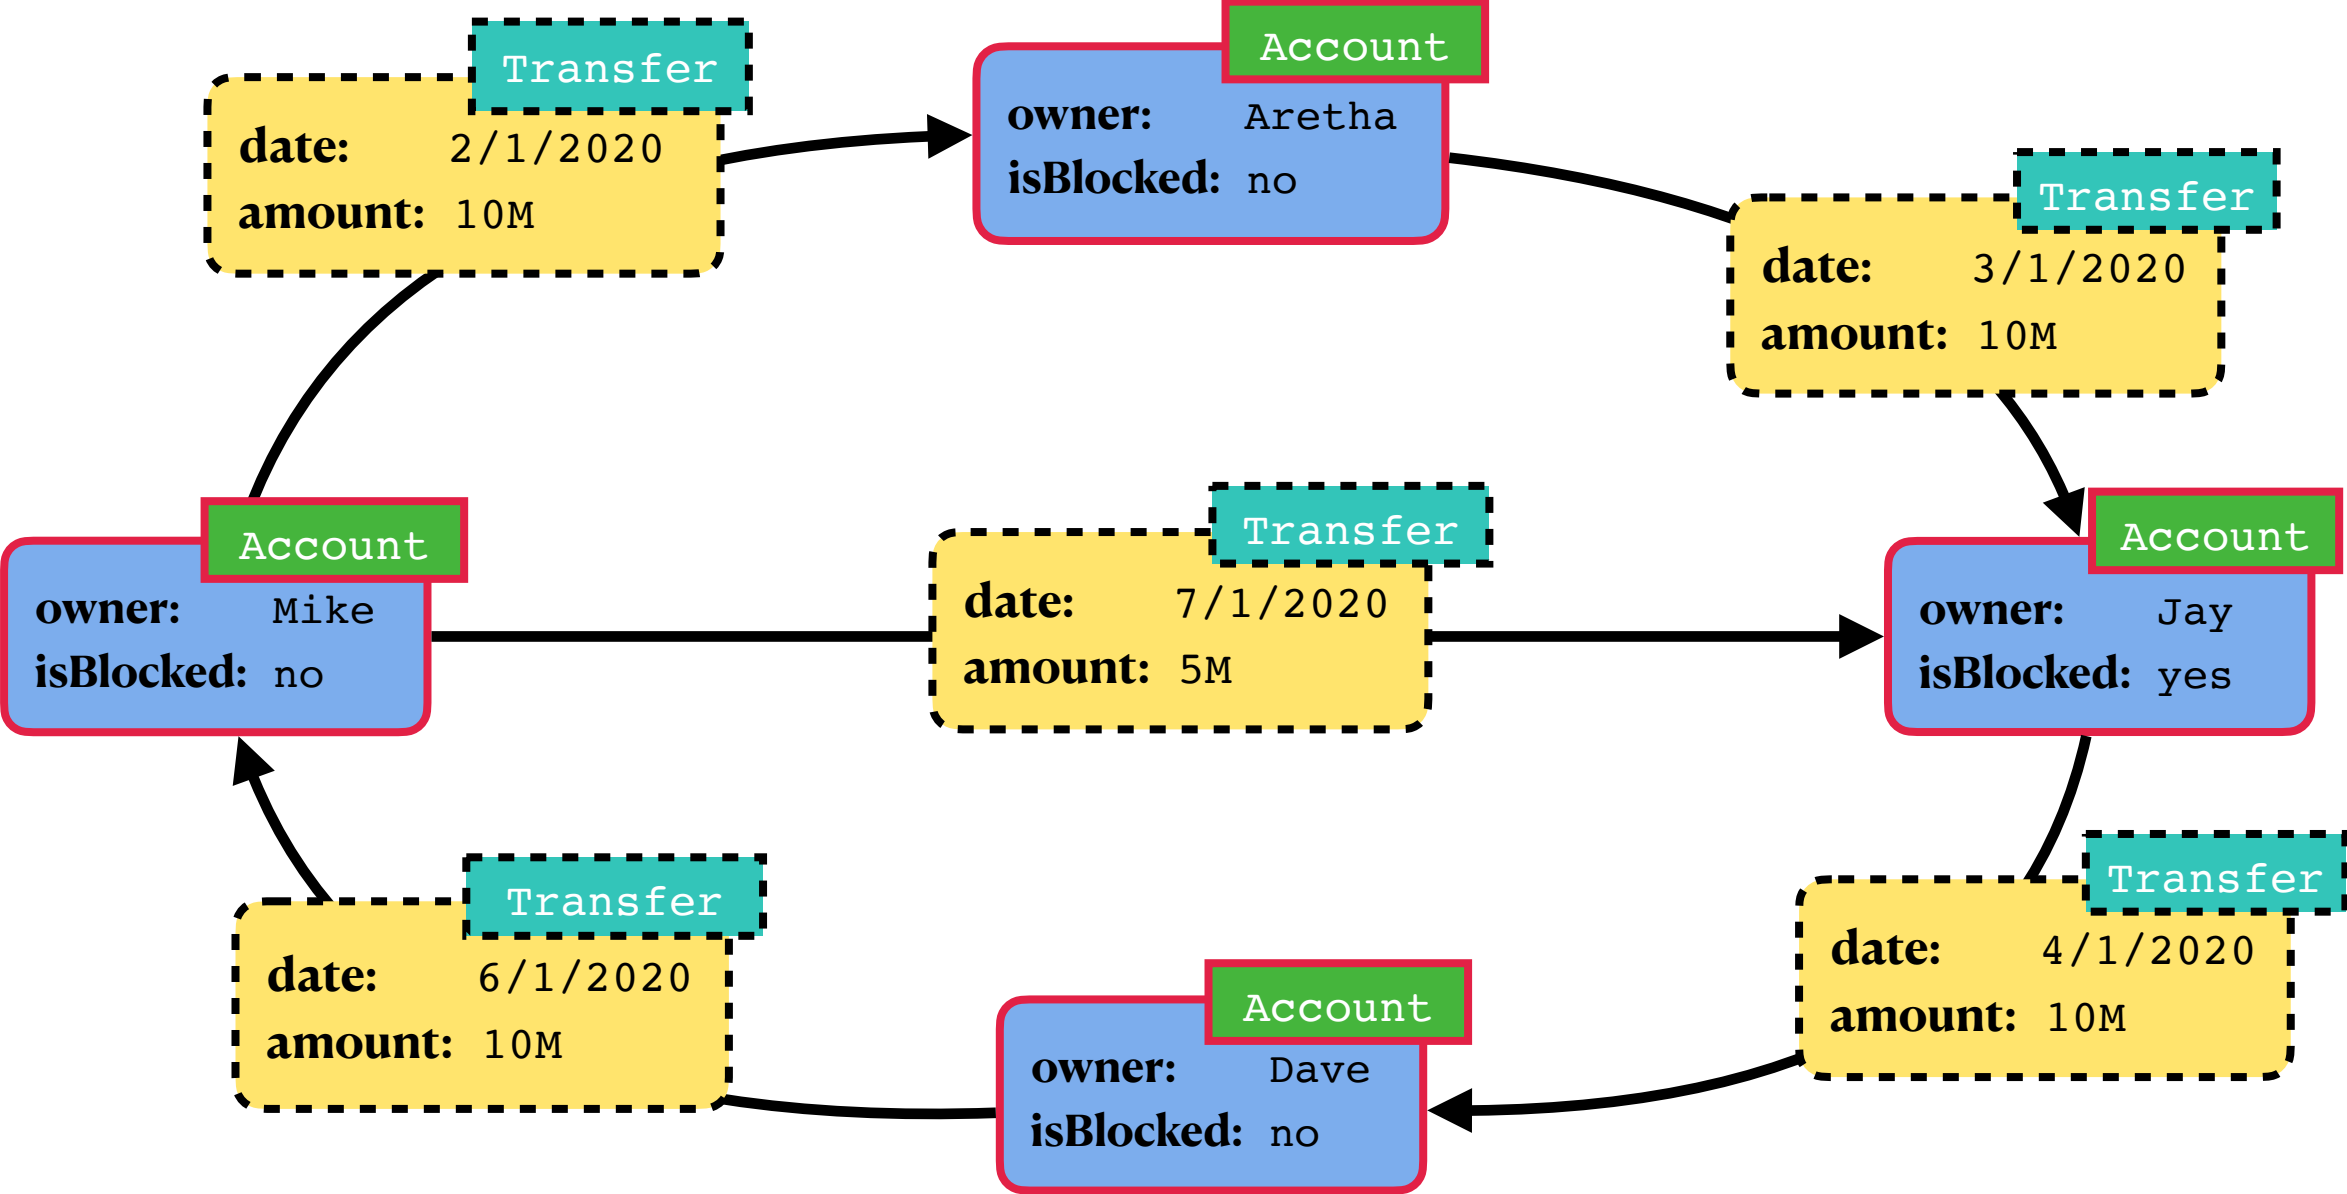 Transfer
date: 2/1/2020
amount: 10M
Account
owner: Aretha
isBlocked: no
Transfer
date: 3/1/2020
amount: 10M
Account
owner: Mike
isBlocked: no
Transfer
date: 7/1/2020
amount: 5M
Account
owner: Jay
isBlocked: yes
Transfer
date: 6/1/2020
amount: 10M
Account
owner: Dave
isBlocked: no
Transfer
date: 4/1/2020
amount: 10M